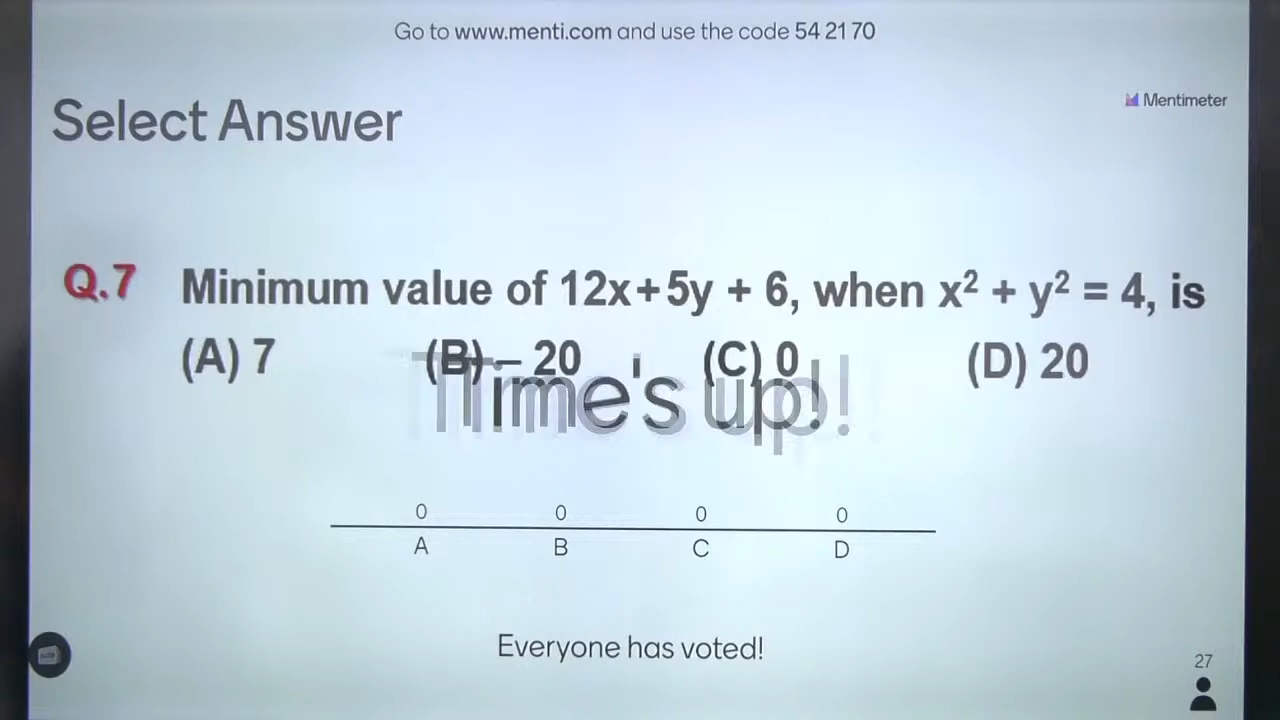 Go to www.menti.com and use the code 54 21 70
Mentimeter
Select Answer
Q.7 Minimum value of 12x+5y + 6, when x² + y² = 4, is
(A) 7 (B) – 20 (C) 0 (D) 20
Time's up!
0 0 0 0
A B C D
Everyone has voted!
27